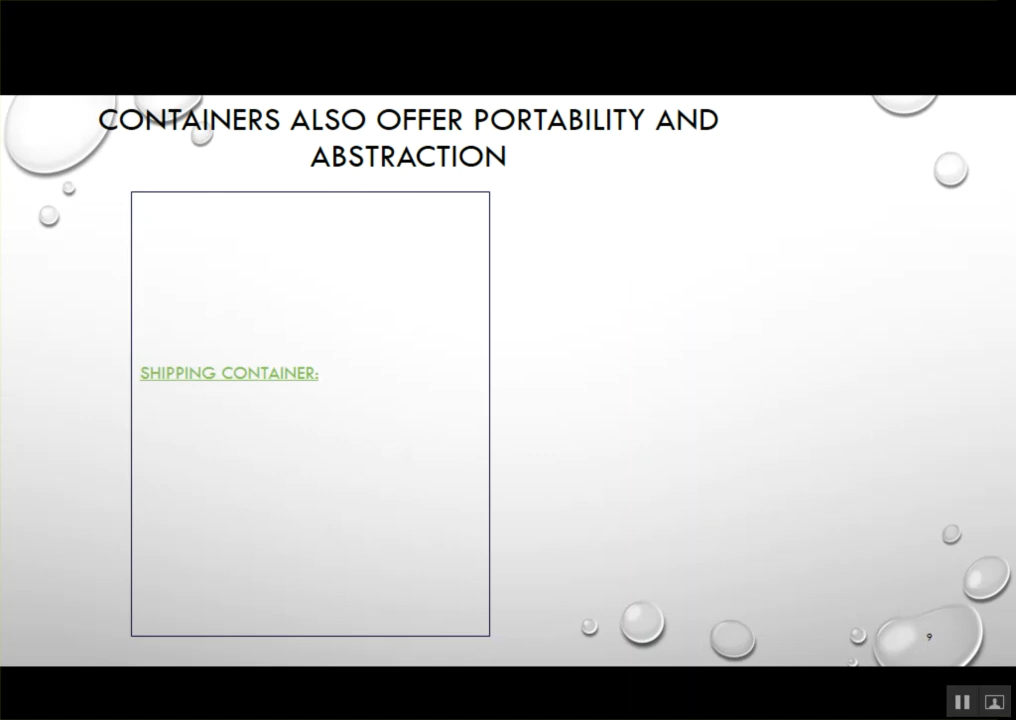 CONTAINERS ALSO OFFER PORTABILITY AND
ABSTRACTION
SHIPPING CONTAINER:
9